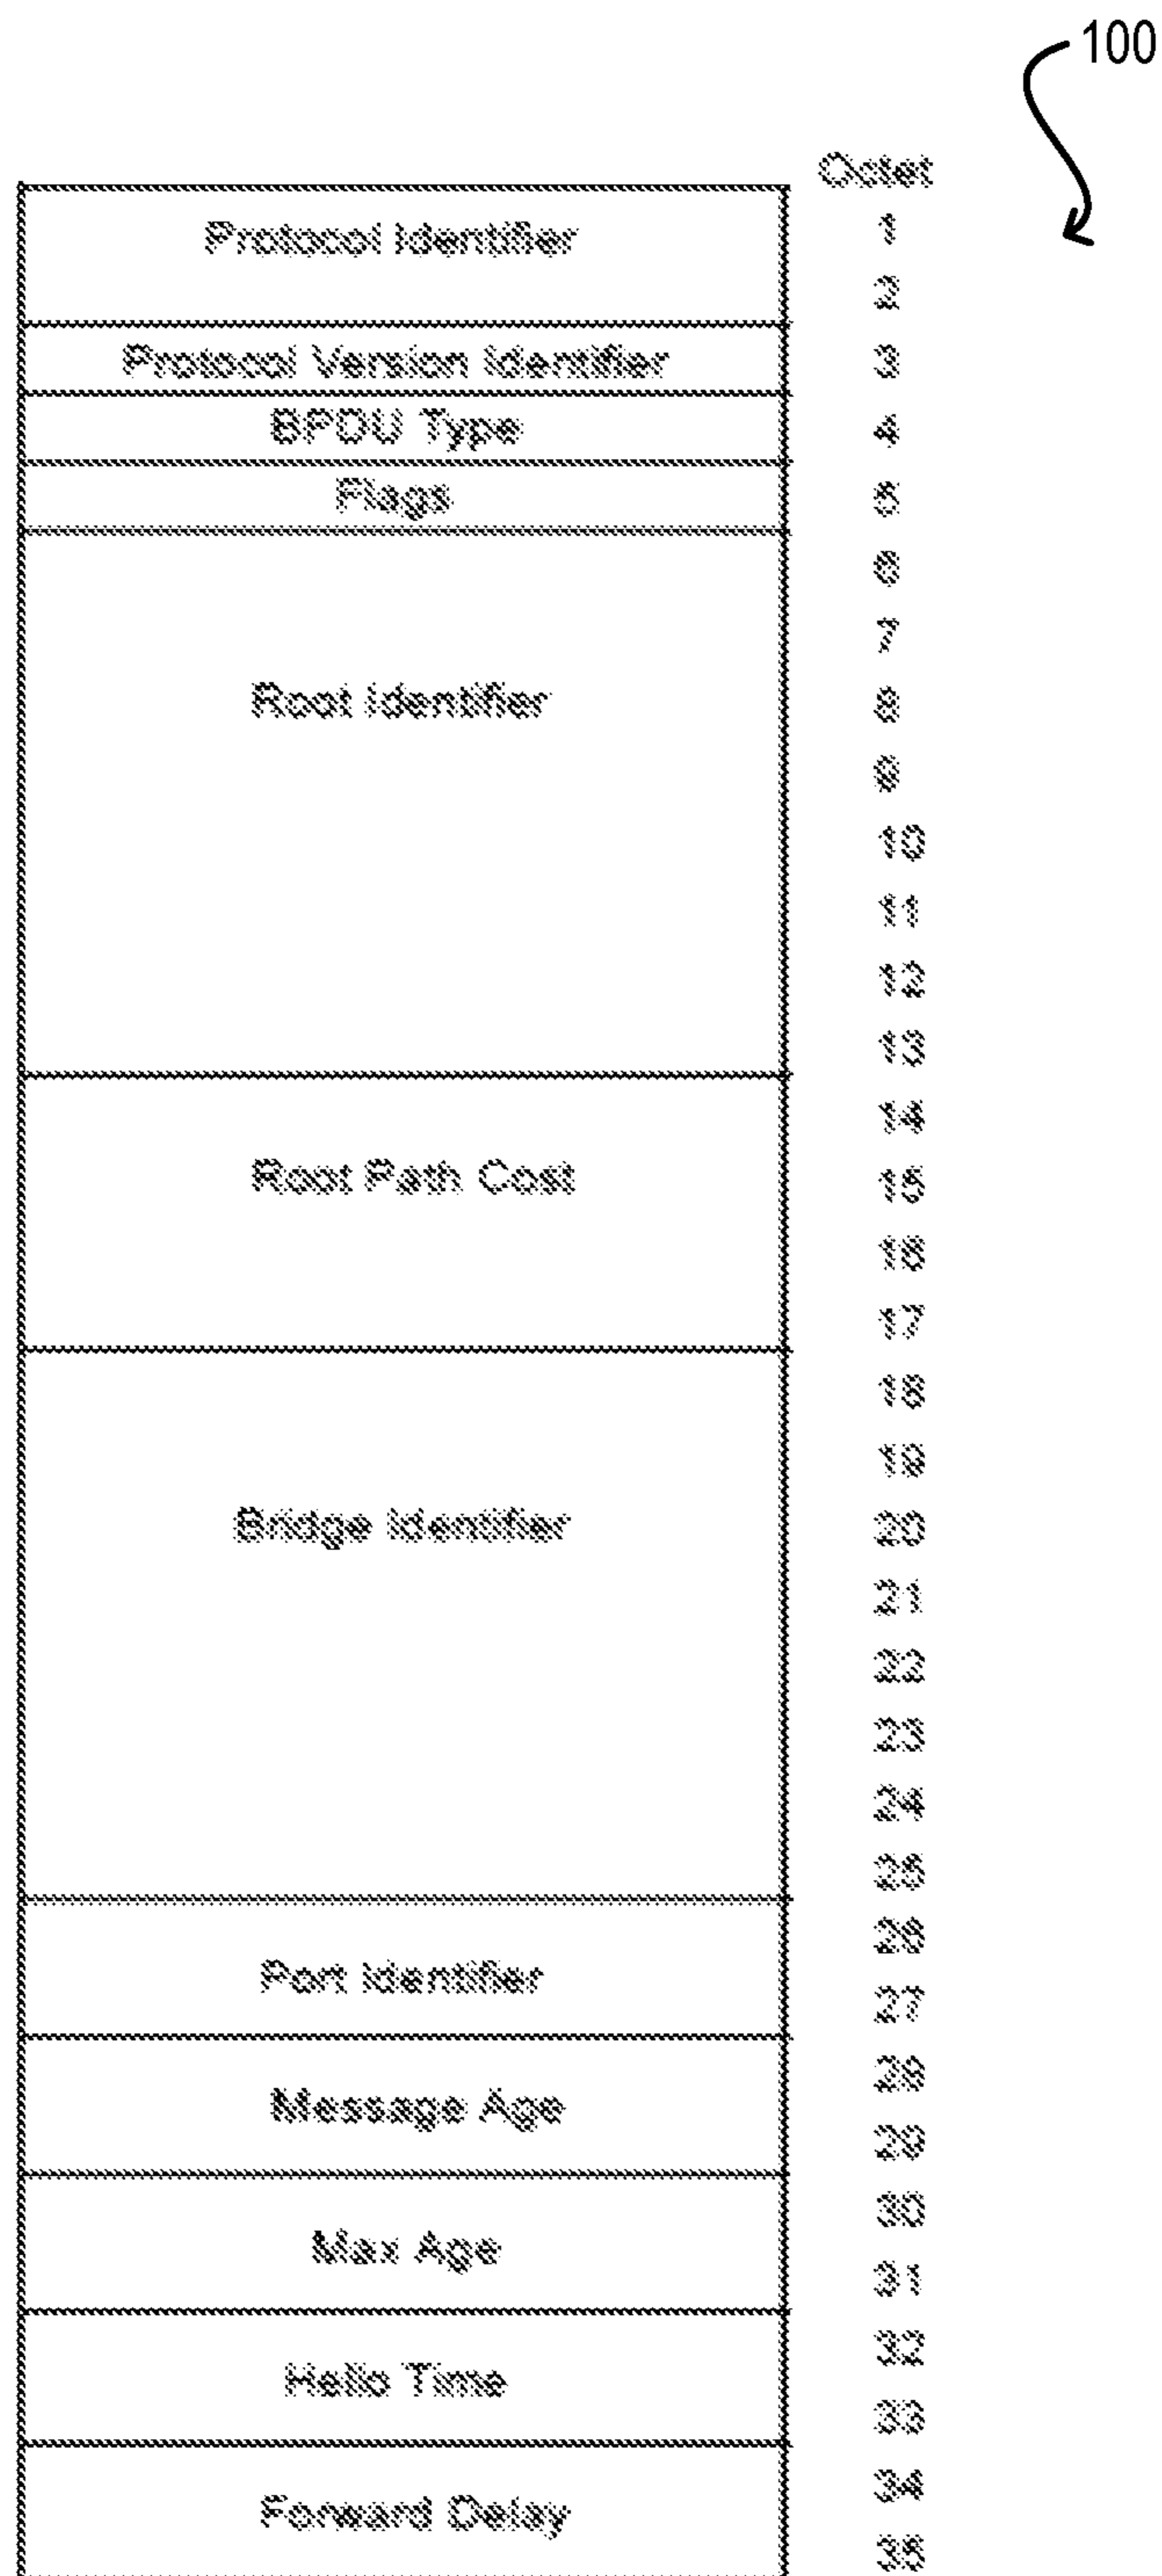 100
Octet
Protocol Identifier 1
2
Protocol Version Identifier 3
BPDU Type 4
Flags 5
6
7
Root Identifier 8
9
10
11
12
13
14
Root Path Cost 15
16
17
18
19
Bridge Identifier 20
21
22
23
24
25
26
Port Identifier 27
28
Message Age 29
30
Max Age 31
32
Hello Time 33
34
Forward Delay 35